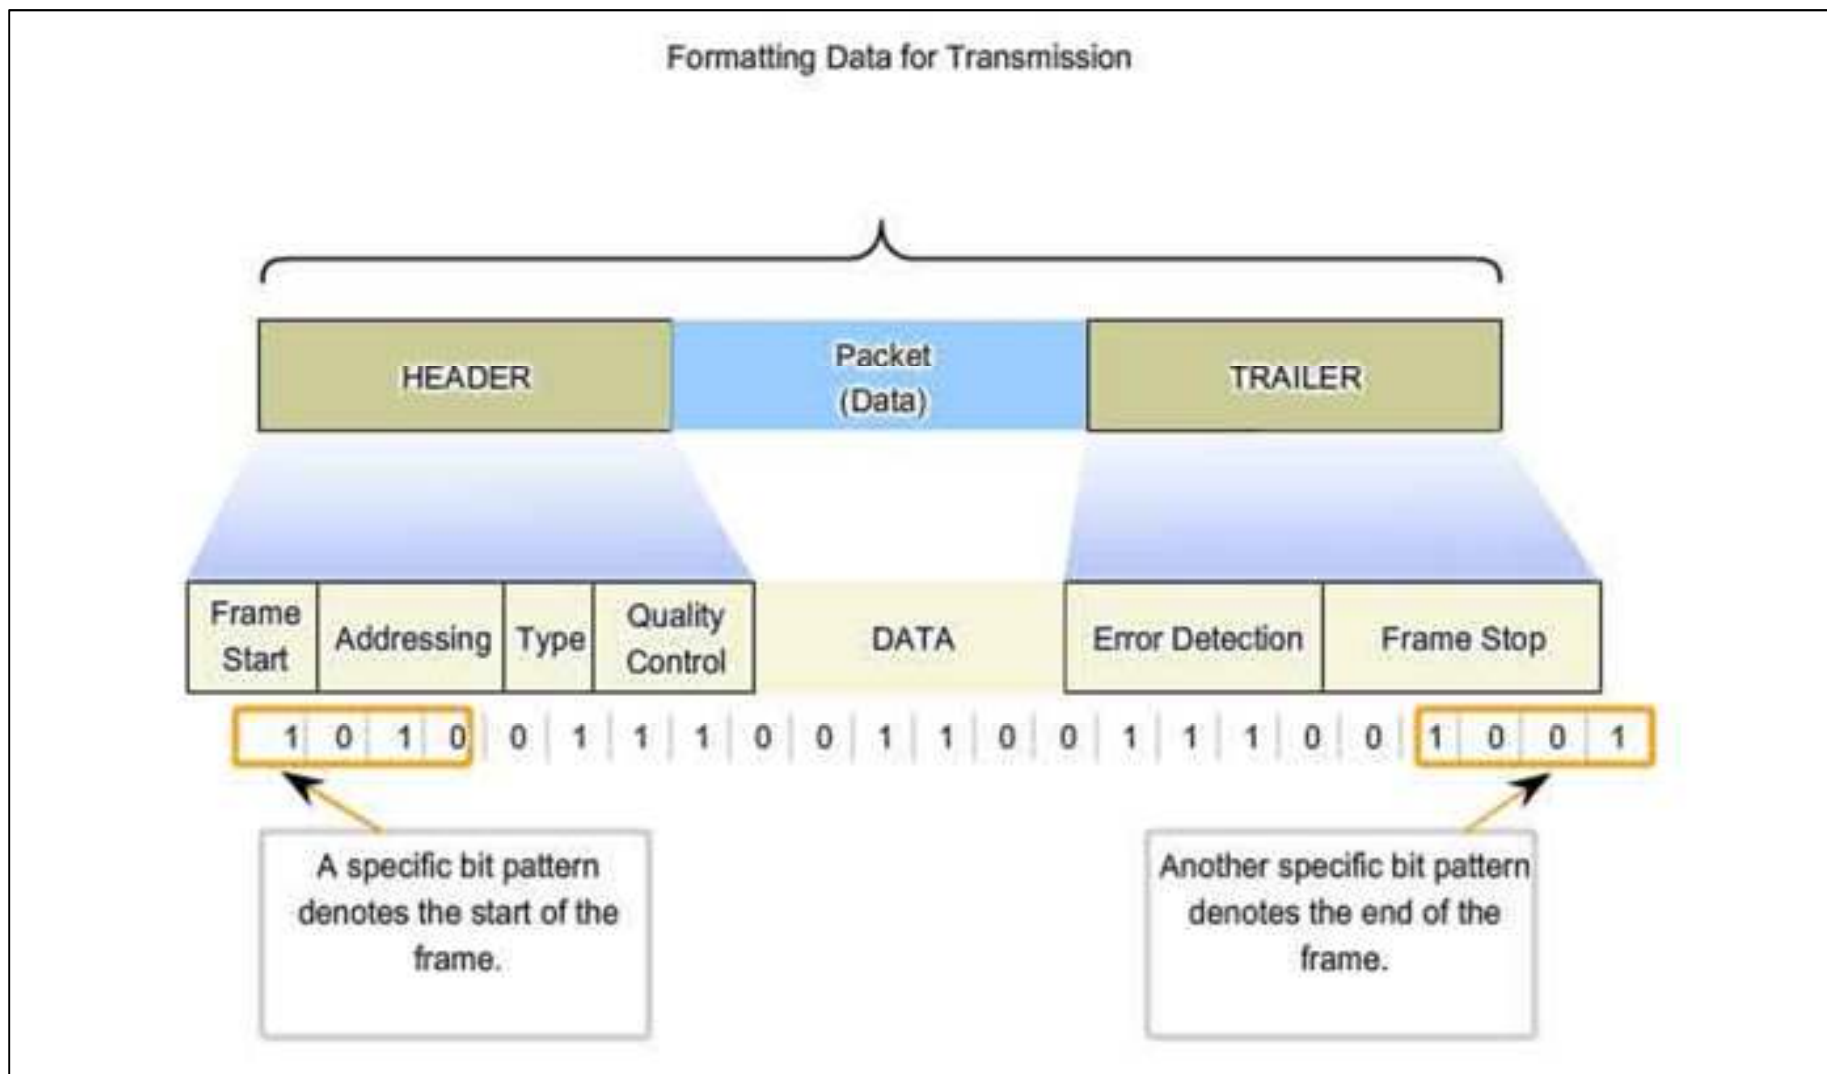 Formatting Data for Transmission
HEADER
Packet
(Data)
TRAILER
Frame
Start
Addressing
Type
Quality
Control
DATA
Error Detection
Frame Stop
1 0 1 0 0 1 1 1 0 0 1 1 0 0 1 1 1 0 0 1 0 0 1
A specific bit pattern
denotes the start of the
frame.
Another specific bit pattern
denotes the end of the
frame.